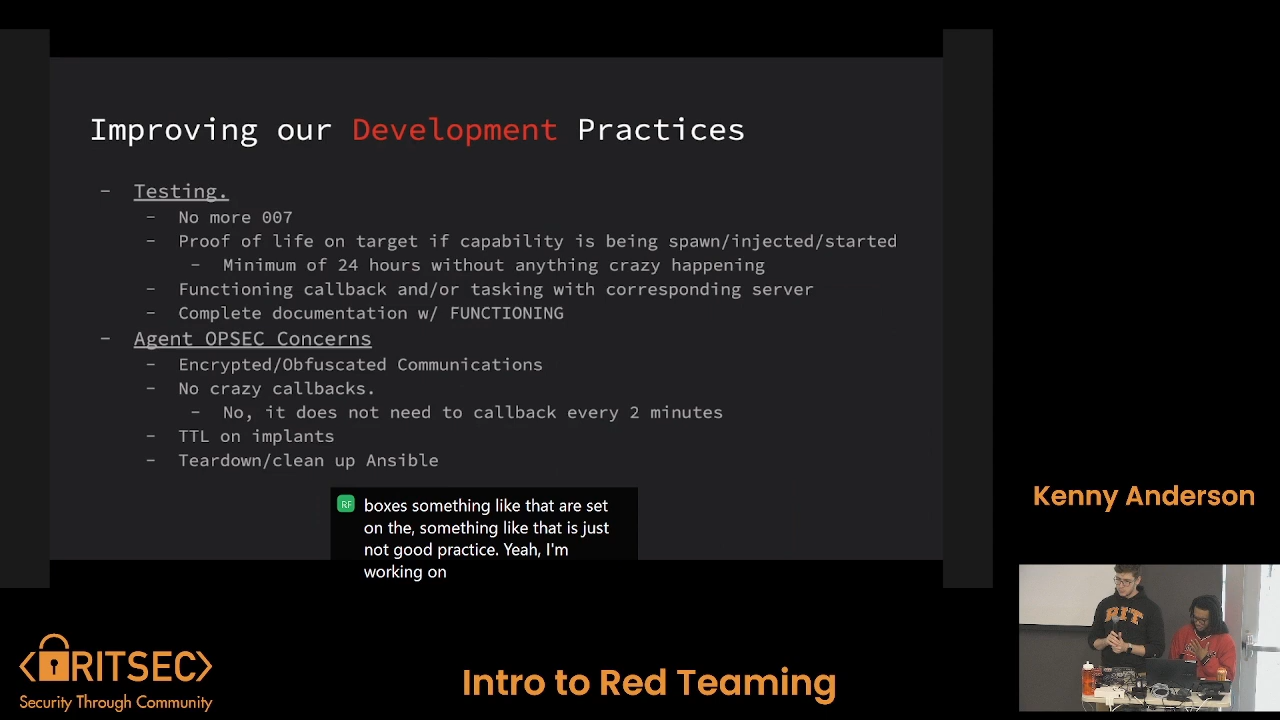 Improving our Development Practices
- Testing.
- No more 007
- Proof of life on target if capability is being spawn/injected/started
- Minimum of 24 hours without anything crazy happening
- Functioning callback and/or tasking with corresponding server
- Complete documentation w/ FUNCTIONING
- Agent OPSEC Concerns
- Encrypted/Obfuscated Communications
- No crazy callbacks.
- No, it does not need to callback every 2 minutes
- TTL on implants
- Teardown/clean up Ansible
RF boxes something like that are set
on the, something like that is just
not good practice. Yeah, I'm
working on
Kenny Anderson
RIT
RITSEC
Security Through Community
Intro to Red Teaming